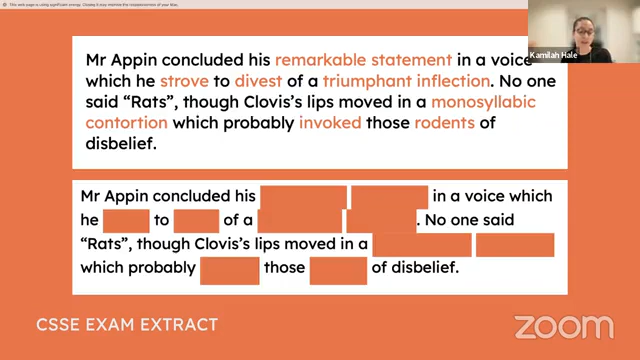 This web page is using significant energy. Closing it may improve the responsiveness of your Mac.
Mr Appin concluded his remarkable statement in a voice
which he strove to divest of a triumphant inflection. No one
said “Rats”, though Clovis’s lips moved in a monosyllabic
contortion which probably invoked those rodents of
disbelief.
Kamilah Hale
Mr Appin concluded his in a voice which
he to of a . No one said
“Rats”, though Clovis’s lips moved in a
which probably those of disbelief.
CSSE EXAM EXTRACT
zoom